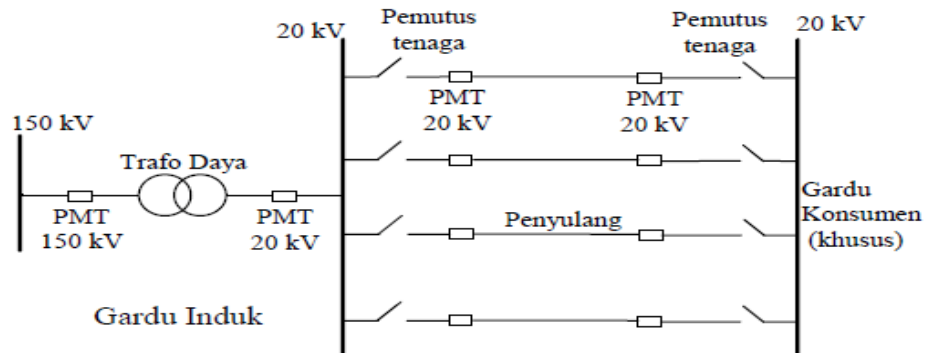 20 kV
Pemutus
tenaga
Pemutus
tenaga
20 kV
PMT
20 kV
PMT
20 kV
150 kV
Trafo Daya
PMT
150 kV
PMT
20 kV
Penyulang
Gardu
Konsumen
(khusus)
Gardu Induk